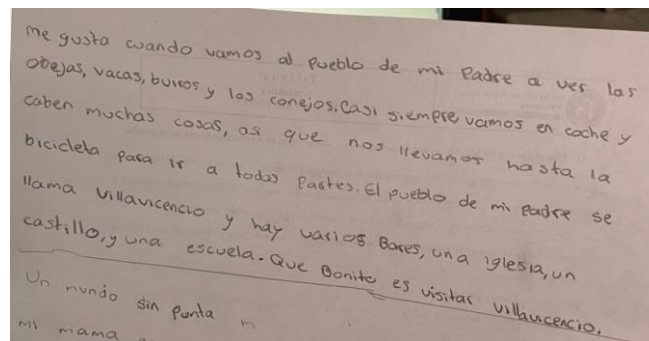 me gusta cuando vamos al pueblo de mi Padre a ver las
obejas, vacas, burros y los conejos. Casi siempre, vamos en coche y
caben muchas cosas, asi que nos llevamos hasta la
bicicleta para ir a todas Partes. El pueblo de mi Padre se
llama Villavicencio y hay varios Bares, una iglesia, un
castillo, y una escuela. Que Bonito es visitar Villavicencio.
Un mundo sin Punta
mi mama